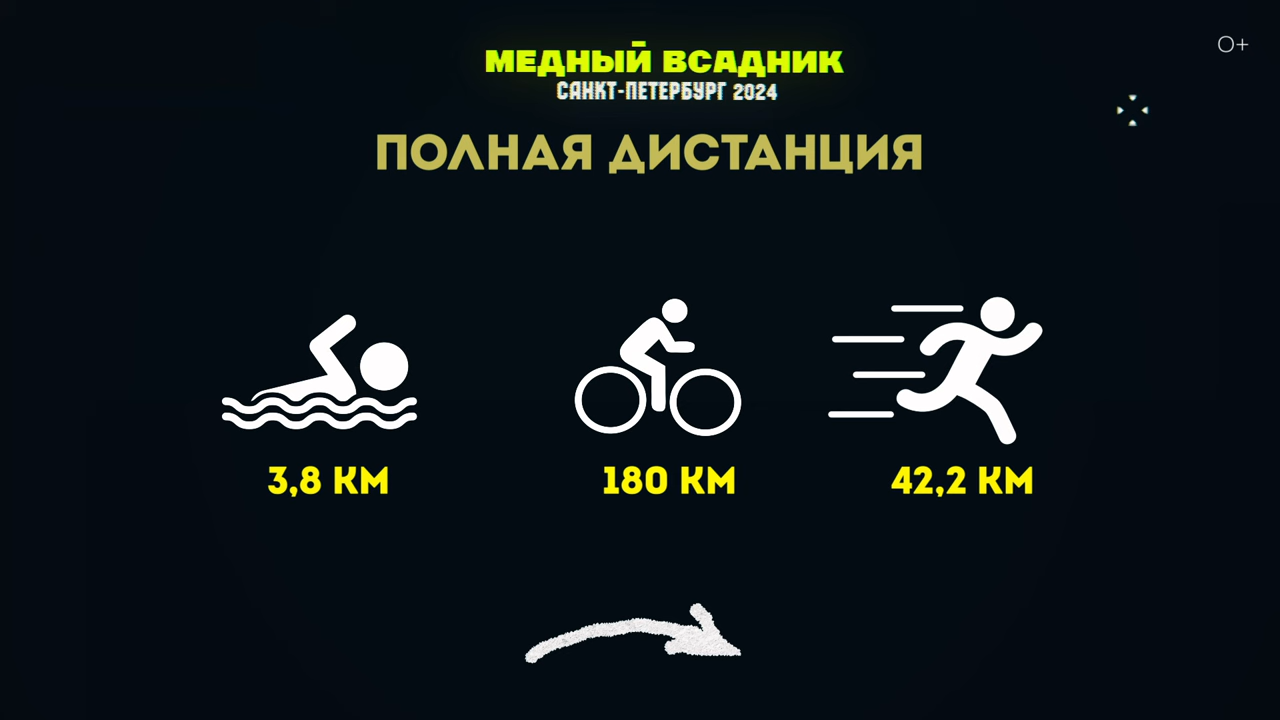 МЕДНЫЙ ВСАДНИК
0+
САНКТ-ПЕТЕРБУРГ 2024
ПОЛНАЯ ДИСТАНЦИЯ
3,8 КМ
180 КМ
42,2 КМ